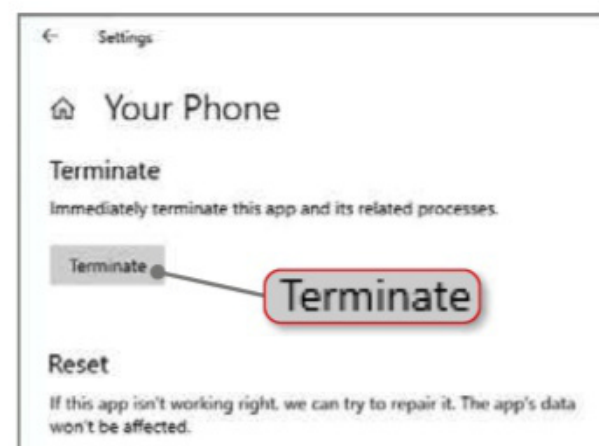 ← Settings
Your Phone
Terminate
Immediately terminate this app and its related processes.
Terminate
Terminate
Reset
If this app isn't working right, we can try to repair it. The app's data
won't be affected.